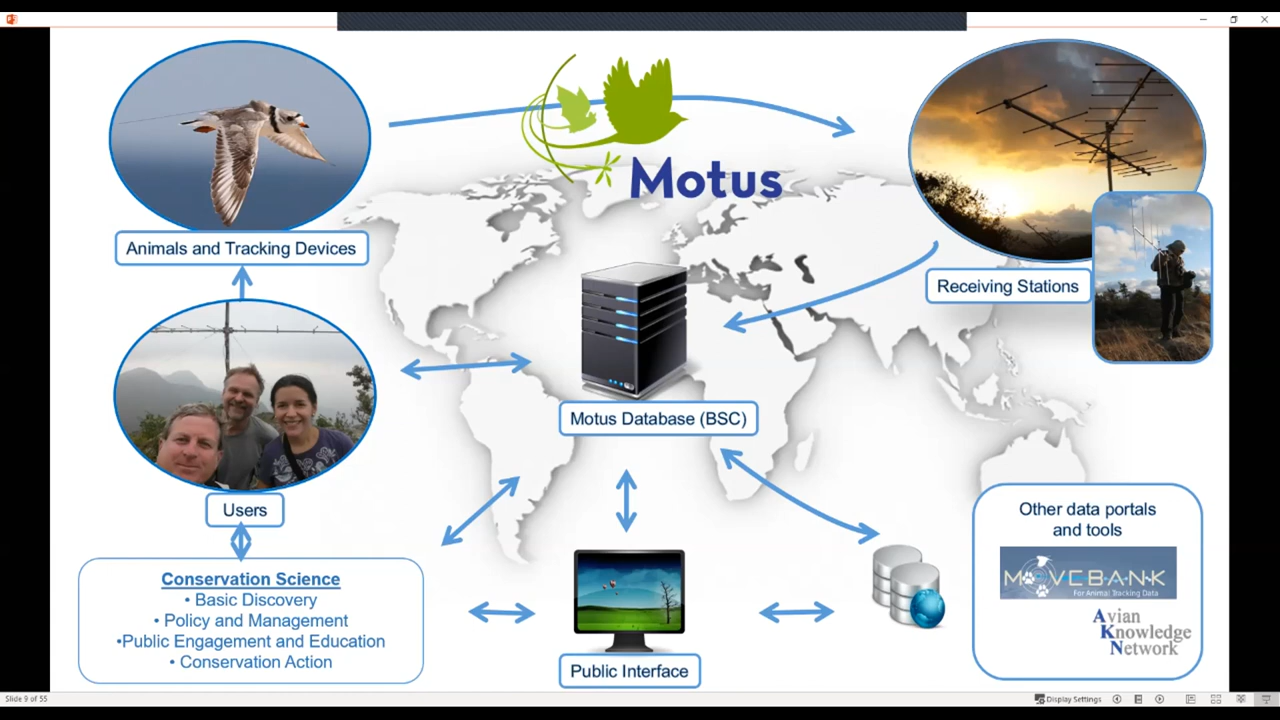 Motus
Animals and Tracking Devices
Receiving Stations
Motus Database (BSC)
Users
Other data portals
and tools
MOVEBANK
For Animal Tracking Data
Avian
Knowledge
Network
Conservation Science
• Basic Discovery
• Policy and Management
•Public Engagement and Education
• Conservation Action
Public Interface
Slide 9 of 55
Display Settings